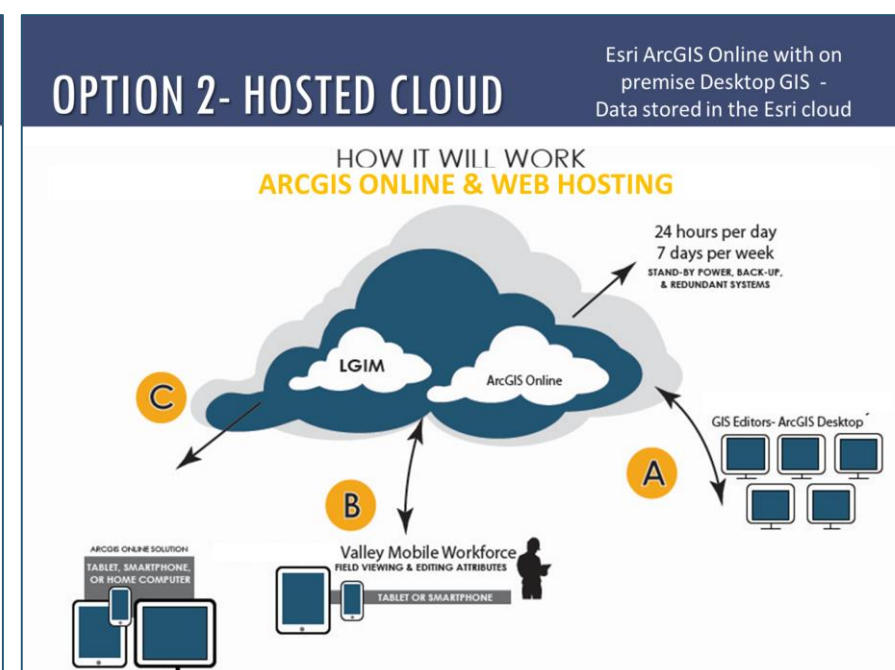 OPTION 2- HOSTED CLOUD
Esri ArcGIS Online with on
premise Desktop GIS -
Data stored in the Esri cloud
HOW IT WILL WORK
ARCGIS ONLINE & WEB HOSTING
24 hours per day
7 days per week
STAND-BY POWER, BACK-UP,
& REDUNDANT SYSTEMS
LGIM
ArcGIS Online
C
GIS Editors- ArcGIS Desktop
A
B
ARCGIS ONLINE SOLUTION
TABLET, SMARTPHONE,
OR HOME COMPUTER
Valley Mobile Workforce
FIELD VIEWING & EDITING ATTRIBUTES
TABLET OR SMARTPHONE